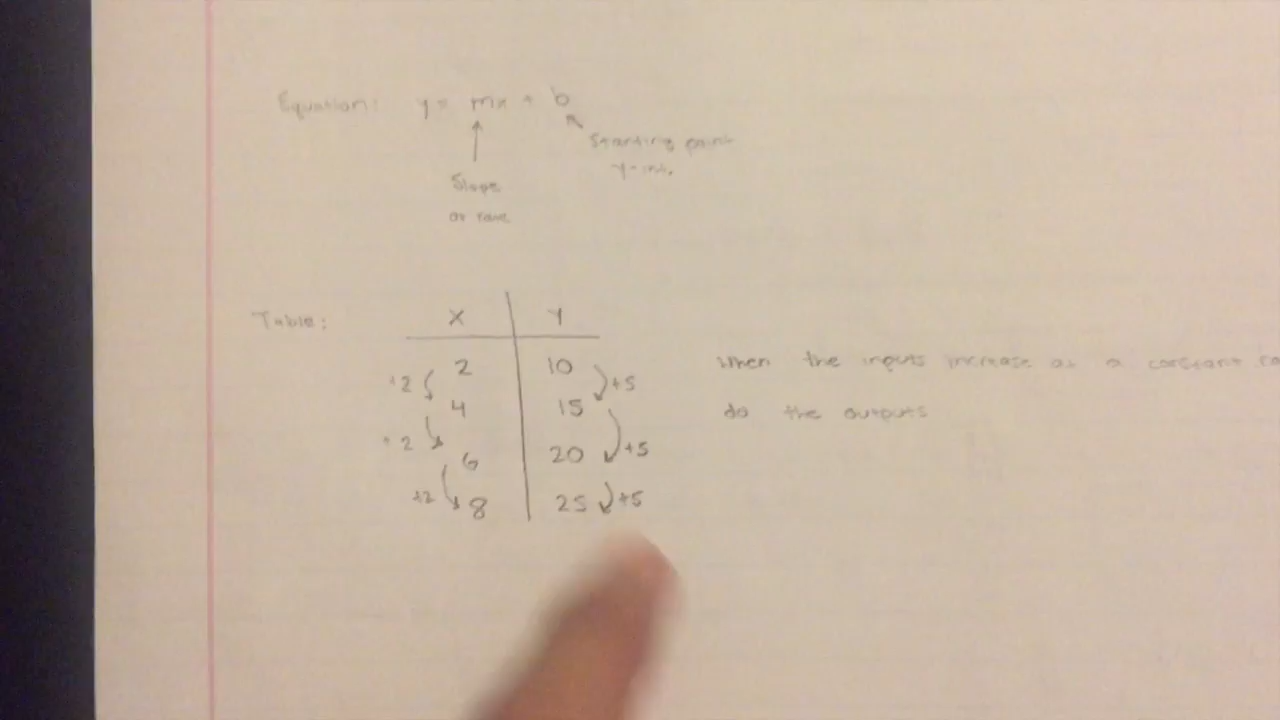 Equation: y = mx + b
Starting point
y-int.
Slope
or rate
Table:
X Y
2 10
+2 +5
4 15
+2 +5
6 20
+2 +5
8 25
When the inputs increase at a constant
do the outputs